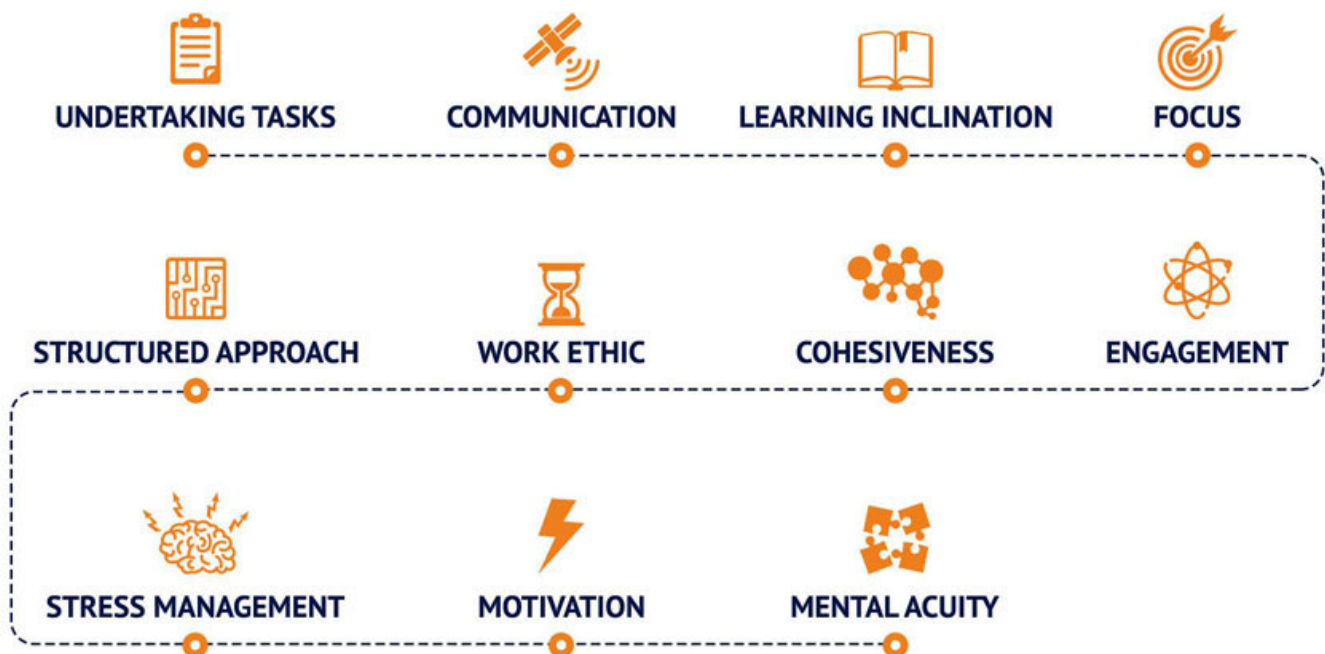 UNDERTAKING TASKS
COMMUNICATION
LEARNING INCLINATION
FOCUS
STRUCTURED APPROACH
WORK ETHIC
COHESIVENESS
ENGAGEMENT
STRESS MANAGEMENT
MOTIVATION
MENTAL ACUITY